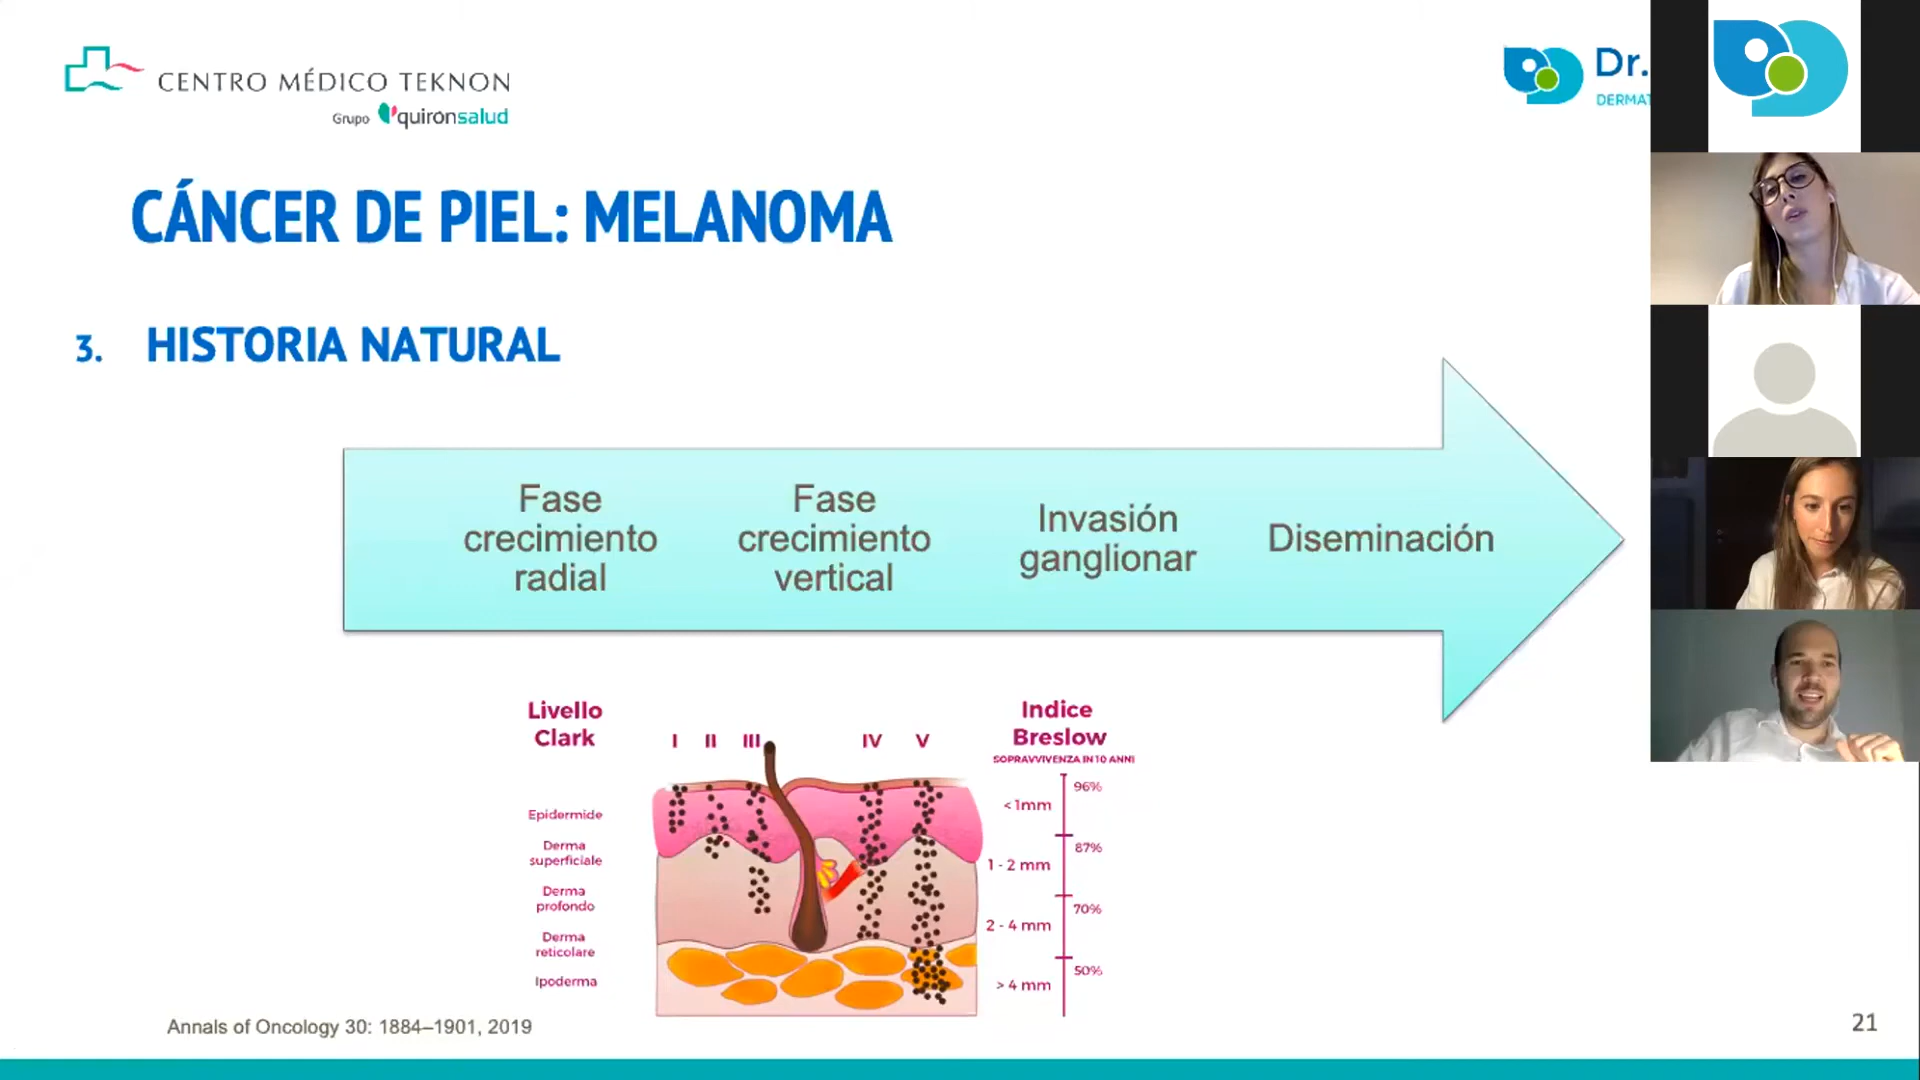 CENTRO MÉDICO TEKNON
Grupo quirónsalud
Dr.
DERMAT
CÁNCER DE PIEL: MELANOMA
3. HISTORIA NATURAL
Fase
crecimiento
radial
Fase
crecimiento
vertical
Invasión
ganglionar
Diseminación
Livello
Clark
I II III IV V
Epidermide
Derma
superficiale
Derma
profondo
Derma
reticolare
Ipoderma
Indice
Breslow
SOPRAVVIVENZA IN 10 ANNI
96%
<1mm
87%
1 - 2 mm
70%
2 - 4 mm
50%
> 4 mm
Annals of Oncology 30: 1884–1901, 2019
21